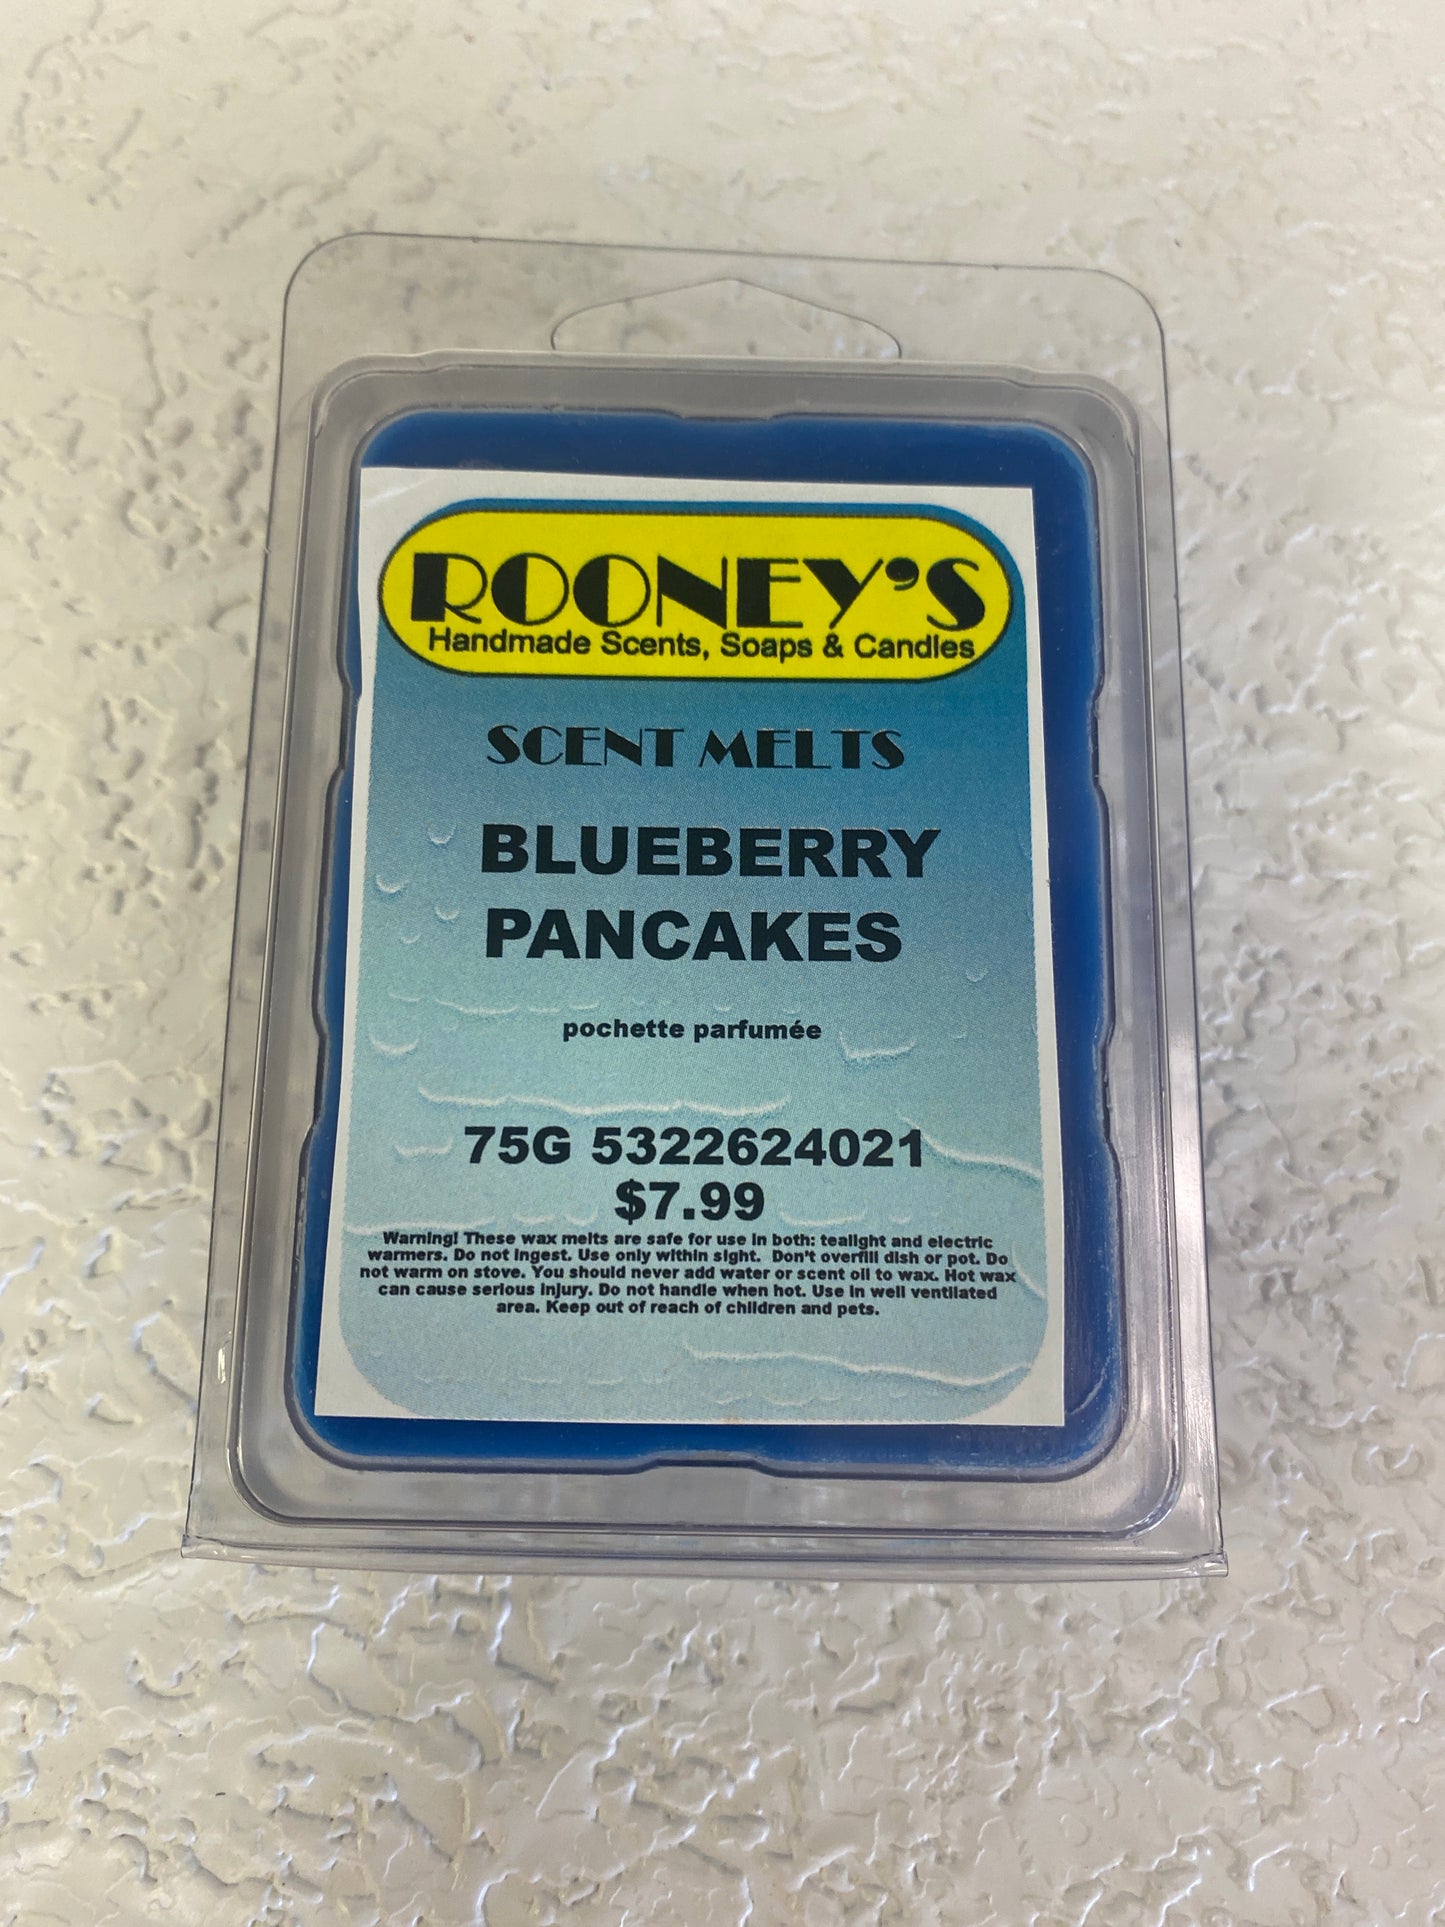 ROONEY'S
Handmade Scents, Soaps & Candles
SCENT MELTS
BLUEBERRY
PANCAKES
pochette parfumée
75G 5322624021
$7.99
Warning! These wax melts are safe for use in both: tealight and electric
warmers. Do not ingest. Use only within sight. Don't overfill dish or pot. Do
not warm on stove. You should never add water or scent oil to wax. Hot wax
can cause serious injury. Do not handle when hot. Use in well ventilated
area. Keep out of reach of children and pets.